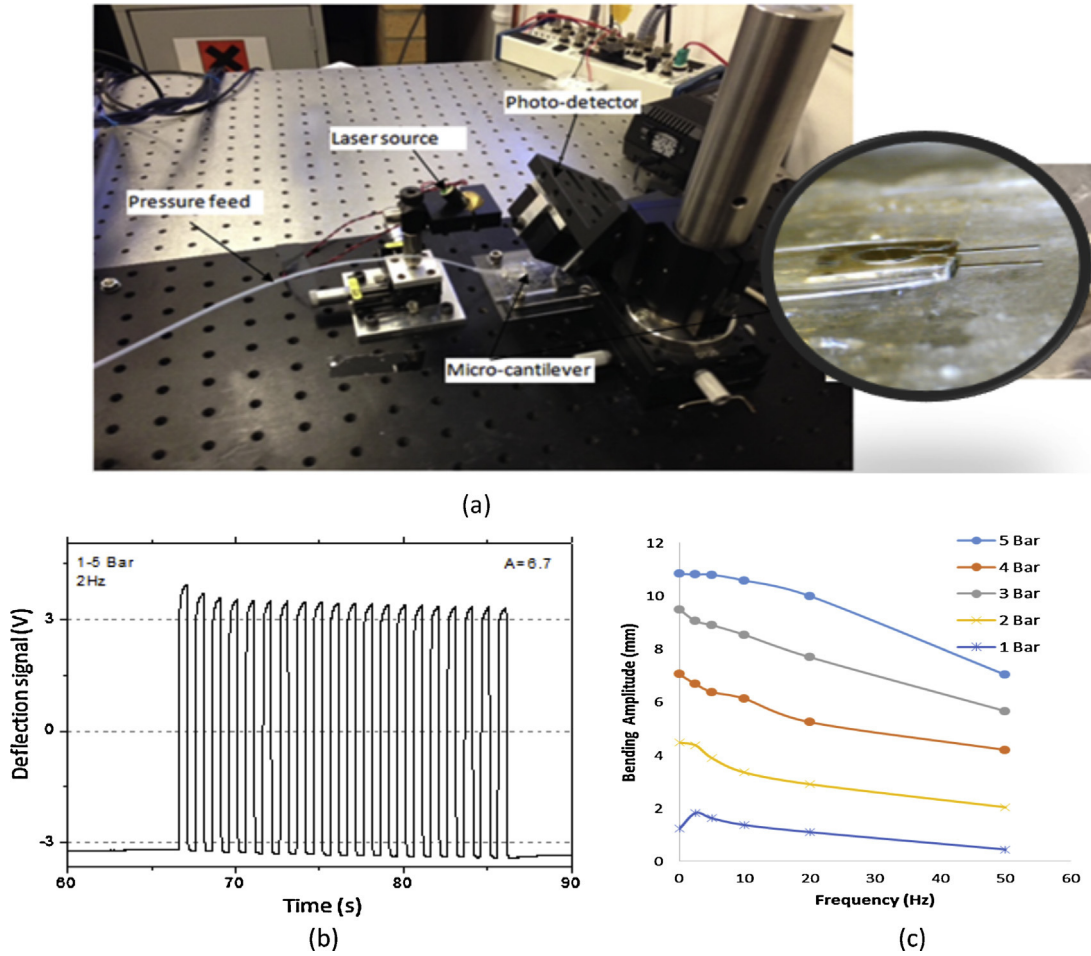 Photo-detector
Laser source
Pressure feed
Micro-cantilever
(a)
1-5 Bar
2Hz
A=6.7
Deflection signal (V)
3
0
-3
60
70
80
90
Time (s)
(b)
5 Bar
4 Bar
3 Bar
2 Bar
1 Bar
Bending Amplitude (mm)
12
10
8
6
4
2
0
0
10
20
30
40
50
60
Frequency (Hz)
(c)